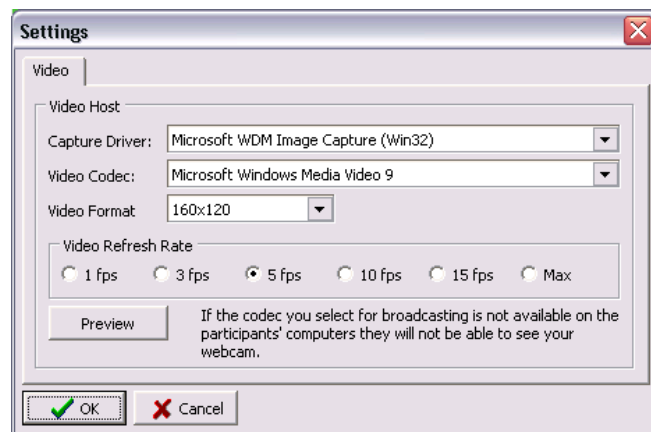 Settings
Video
Video Host
Capture Driver: Microsoft WDM Image Capture (Win32)
Video Codec: Microsoft Windows Media Video 9
Video Format 160x120
Video Refresh Rate
1 fps 3 fps 5 fps 10 fps 15 fps Max
Preview
If the codec you select for broadcasting is not available on the
participants' computers they will not be able to see your
webcam.
OK Cancel